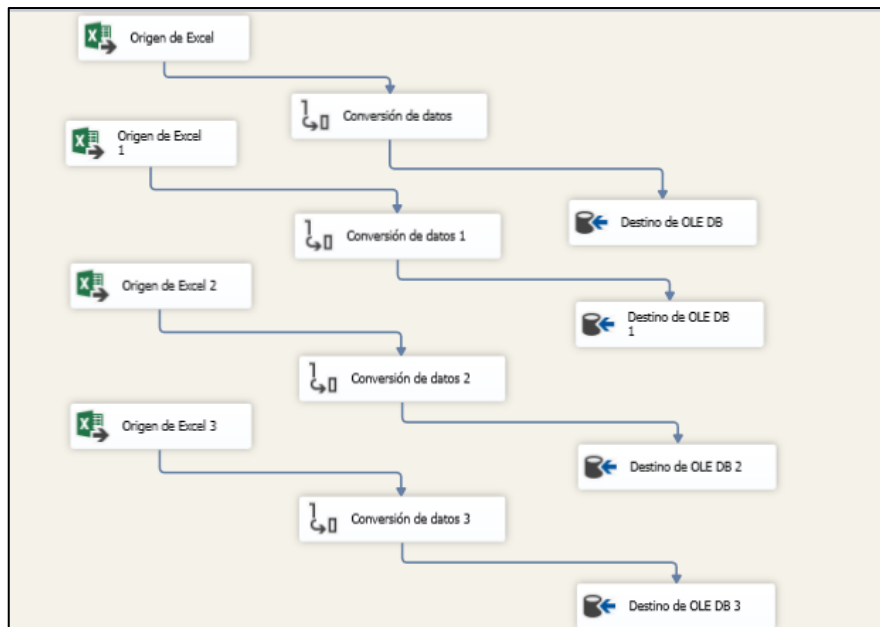 Origen de Excel
Conversión de datos
Origen de Excel
1
Destino de OLE DB
Conversión de datos 1
Origen de Excel 2
Destino de OLE DB
1
Conversión de datos 2
Origen de Excel 3
Destino de OLE DB 2
Conversión de datos 3
Destino de OLE DB 3